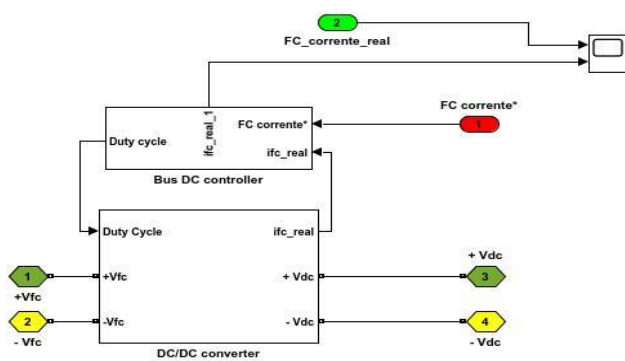 2
FC_corrente_real
FC corrente*
1
ifc_real_1
FC corrente*
Duty cycle
ifc_real
Bus DC controller
Duty Cycle
ifc_real
+ Vdc
1
+Vfc
+ Vdc
3
+Vfc
2
-Vfc
- Vdc
4
- Vfc
- Vdc
DC/DC converter